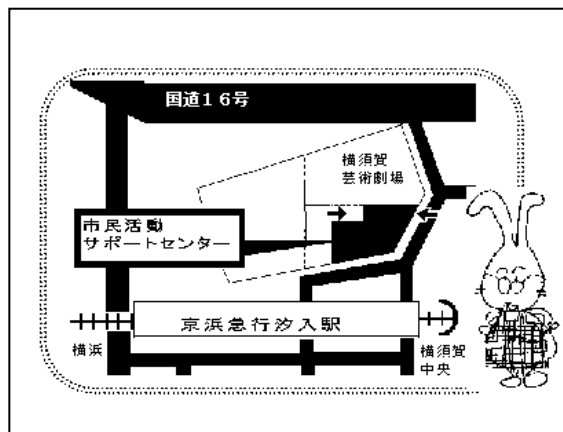 国道１６号
横須賀
芸術劇場
市民活動
サポートセンター
京浜急行汐入駅
横浜
横須賀
中央